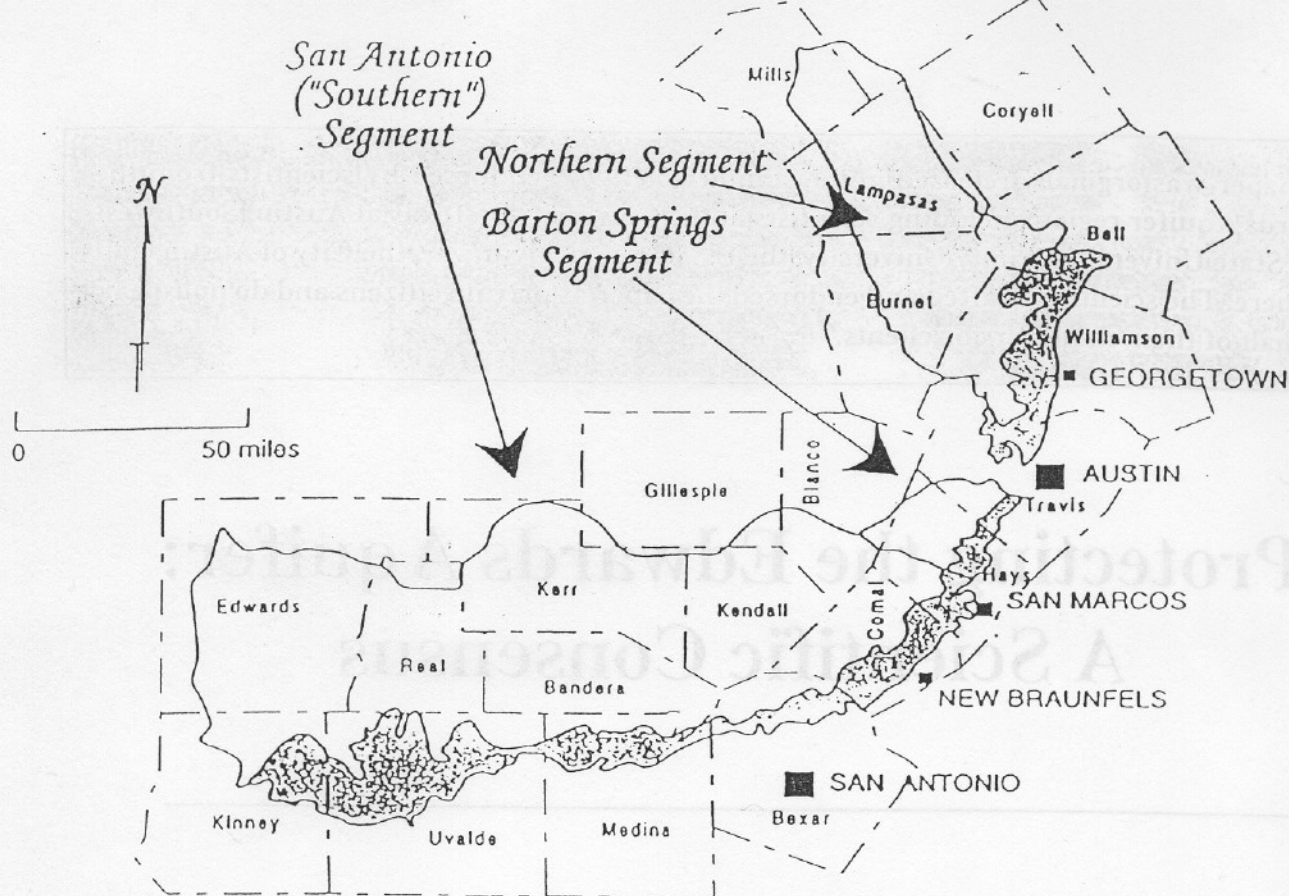 San Antonio
("Southern")
Segment
Northern Segment
Barton Springs
Segment
N
0 50 miles
Mills
Coryell
Lampasas
Bell
Burnet
Williamson
GEORGETOWN
AUSTIN
Travis
Blanco
Gillespie
Hays
SAN MARCOS
Edwards
Kerr
Kendall
Comal
Real
Bandera
NEW BRAUNFELS
SAN ANTONIO
Kinney
Uvalde
Medina
Bexar
Protecting the Edwards Aquifer:
A Scientific Consensus